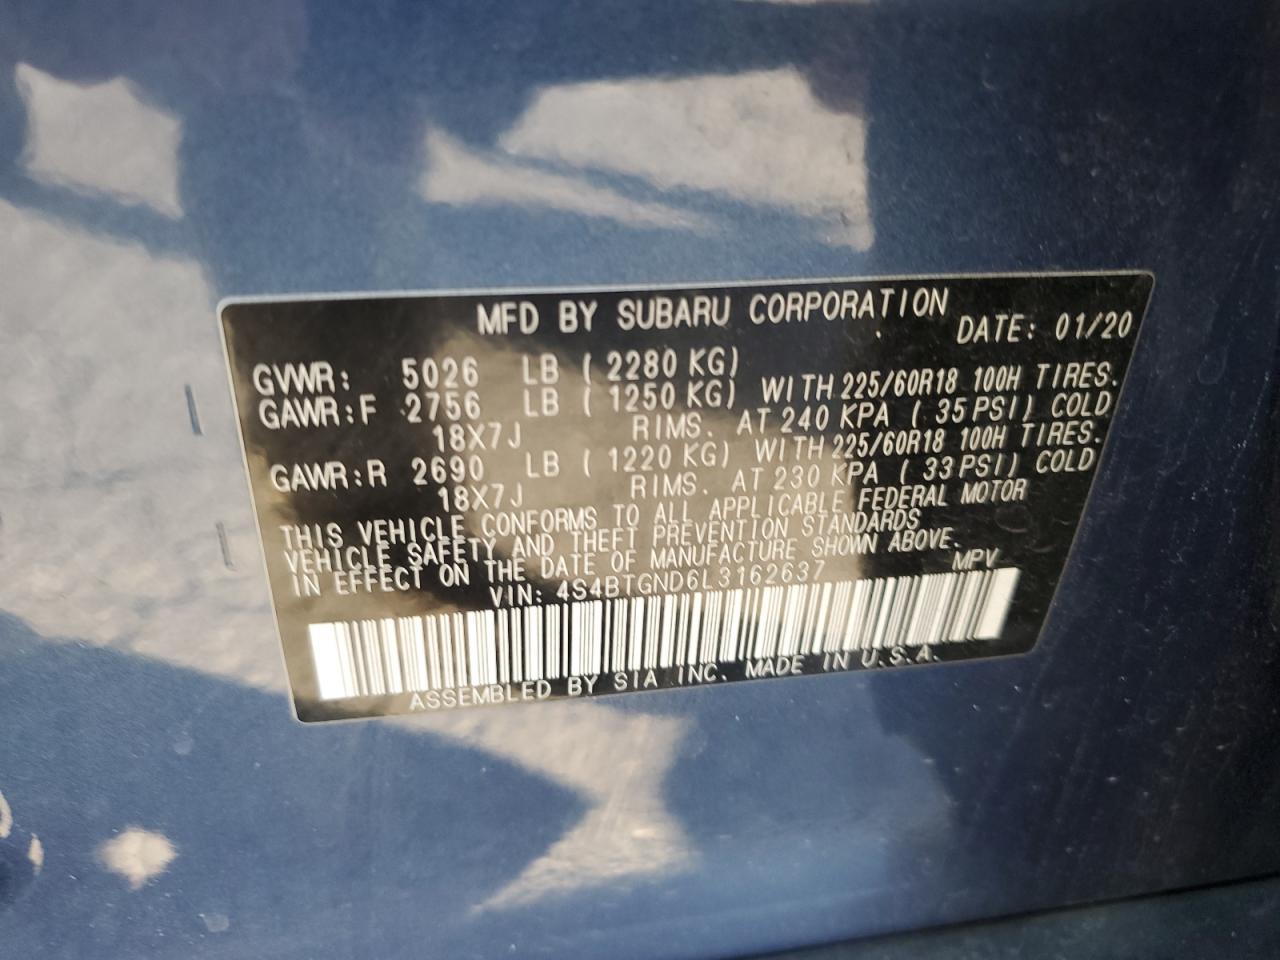 MFD BY SUBARU CORPORATION
DATE: 01/20
GVWR: 5026 LB ( 2280 KG)
GAWR:F 2756 LB ( 1250 KG) WITH 225/60R18 100H TIRES.
18X7J RIMS. AT 240 KPA ( 35 PSI) COLD
GAWR:R 2690 LB ( 1220 KG) WITH 225/60R18 100H TIRES.
18X7J RIMS. AT 230 KPA ( 33 PSI) COLD
THIS VEHICLE CONFORMS TO ALL APPLICABLE FEDERAL MOTOR
VEHICLE SAFETY AND THEFT PREVENTION STANDARDS
IN EFFECT ON THE DATE OF MANUFACTURE SHOWN ABOVE.
VIN: 4S4BTGND6L3162637 MPV
ASSEMBLED BY SIA INC. MADE IN U.S.A.